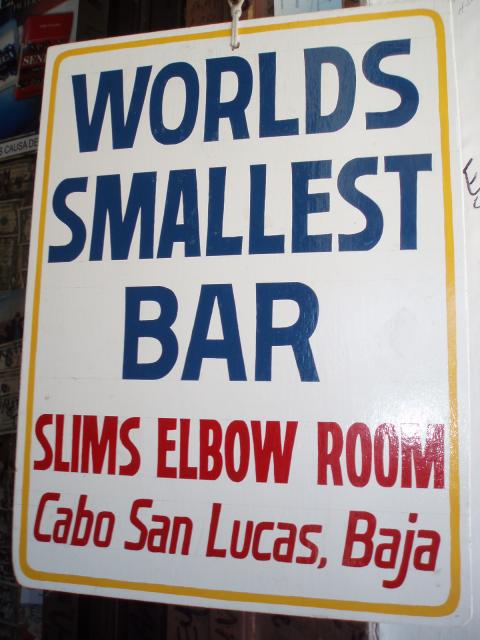 WORLDS
SMALLEST
BAR
SLIMS ELBOW ROOM
Cabo San Lucas, Baja